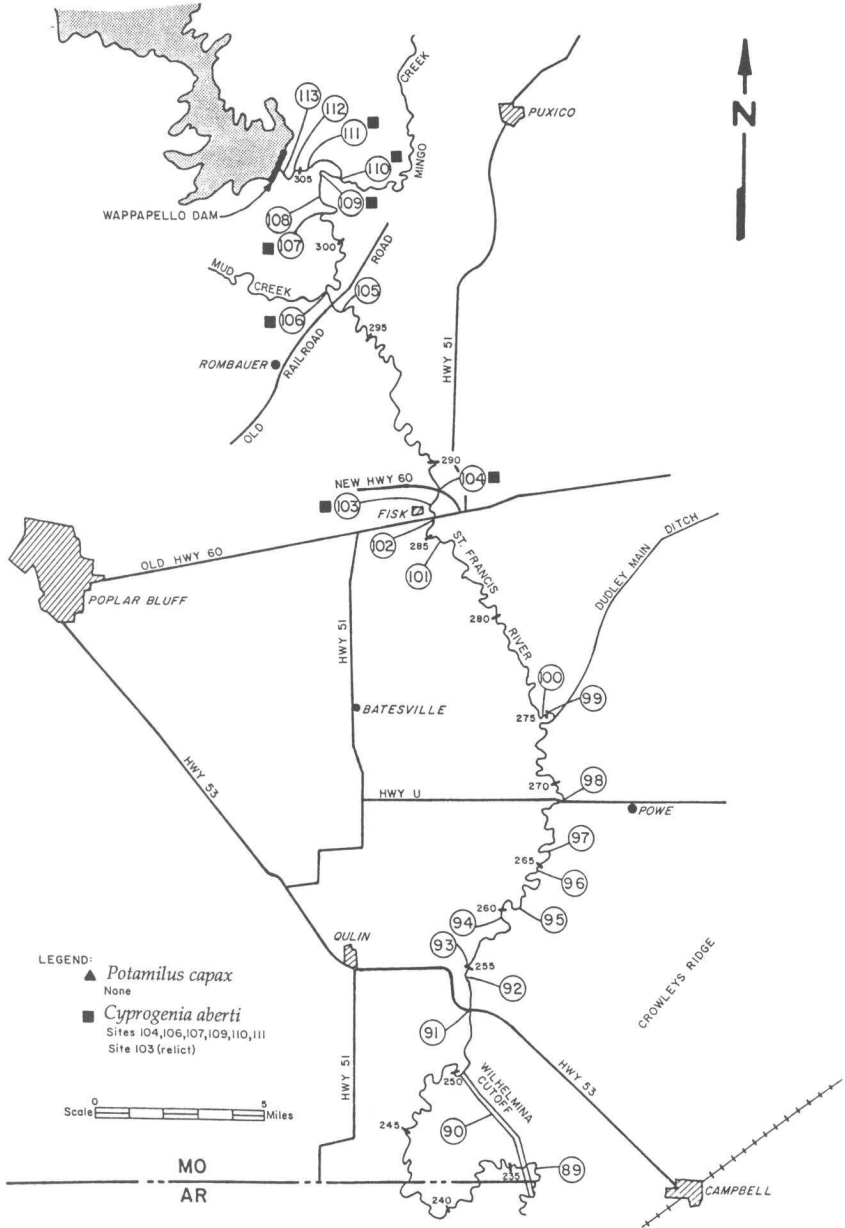 CREEK
MINGO
113
112
111
110
305
N
PUXICO
WAPPAPELLO DAM
109
108
107
300
MUD
CREEK
ROAD
105
106
RAILROAD
295
ROMBAUER
OLD
HWY 51
290
104
NEW HWY 60
103
FISK
102
285
101
OLD HWY 60
ST. FRANCIS
RIVER
DUDLEY MAIN
DITCH
POPLAR BLUFF
280
HWY 51
100
99
275
BATESVILLE
270
98
HWY U
POWE
HWY 53
97
265
96
260
95
94
93
QULIN
255
92
91
CROWLEYS RIDGE
LEGEND:
Potamilus capax
None
Cyprogenia aberti
Sites 104,106,107,109,110,111
Site 103 (relict)
HWY 51
HWY 53
WILHELMINA
CUTOFF
250
90
0
5
Scale
Miles
245
89
235
MO
AR
240
CAMPBELL